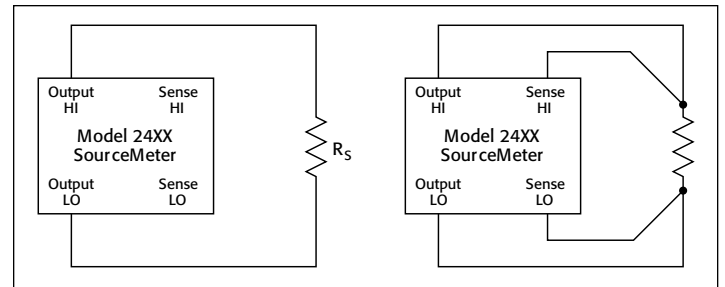 Output HI
Sense HI
Model 24XX
SourceMeter
Output LO
Sense LO
R_S
Output HI
Sense HI
Model 24XX
SourceMeter
Output LO
Sense LO